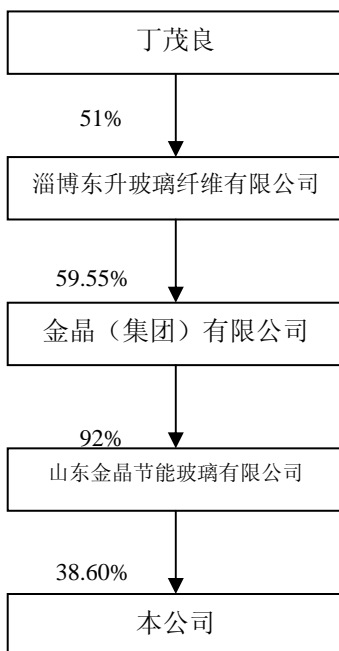 丁茂良
51%
淄博东升玻璃纤维有限公司
59.55%
金晶（集团）有限公司
92%
山东金晶节能玻璃有限公司
38.60%
本公司